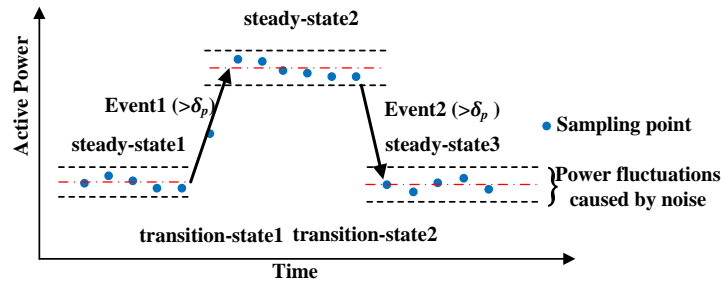 steady-state2
Active Power
Event1 (>δp)
Event2 (>δp )
steady-state1
steady-state3
Sampling point
Power fluctuations
caused by noise
transition-state1 transition-state2
Time